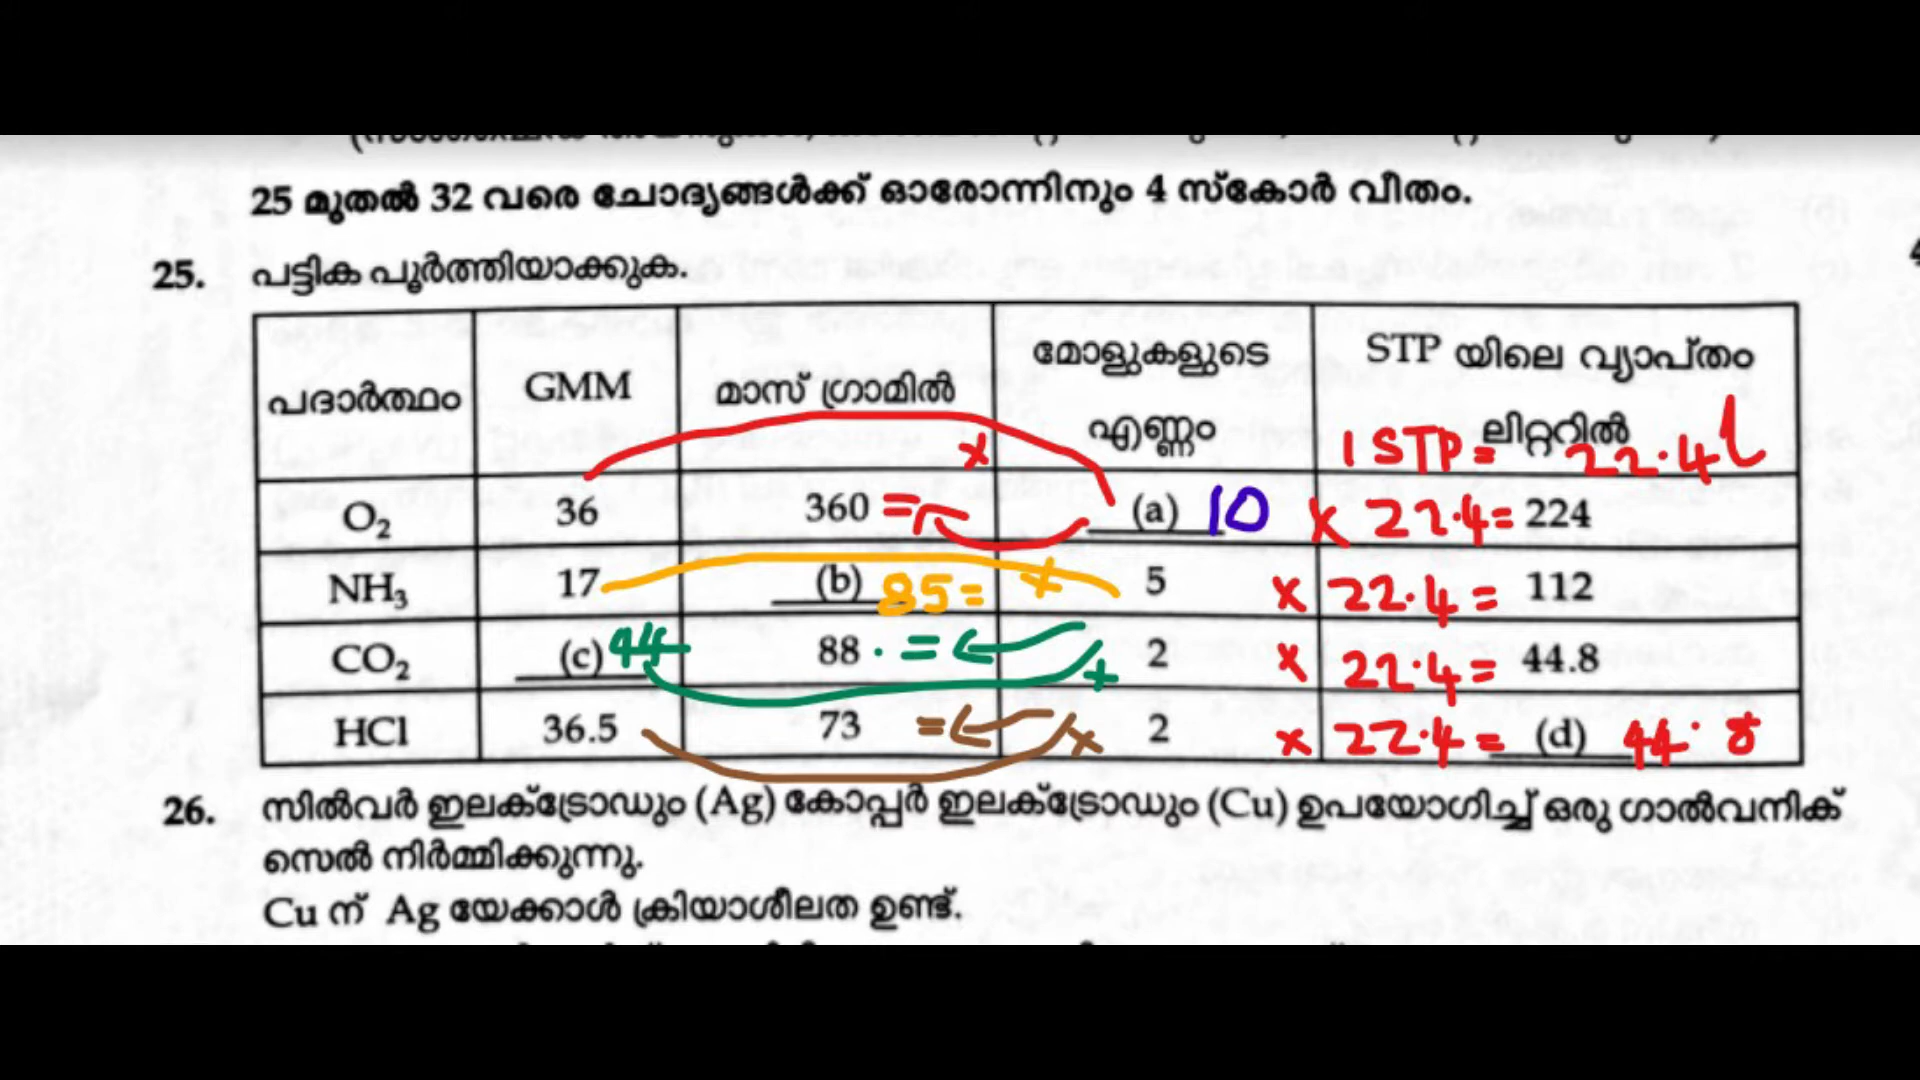 25 മുതൽ 32 വരെ ചോദ്യങ്ങൾക്ക് ഓരോന്നിനും 4 സ്കോർ വീതം.
25. പട്ടിക പൂർത്തിയാക്കുക.
പദാർത്ഥം GMM മാസ് ഗ്രാമിൽ മോളുകളുടെ എണ്ണം STP യിലെ വ്യാപ്തം ലിറ്ററിൽ
1 STP = 22.4 l
O₂ 36 360 = x (a) 10 x 22.4 = 224
NH₃ 17 (b) 85 = x 5 x 22.4 = 112
CO₂ (c) 44 88 . = x 2 x 22.4 = 44.8
HCl 36.5 73 = x 2 x 22.4 = (d) 44.8
26. സിൽവർ ഇലക്ട്രോഡും (Ag) കോപ്പർ ഇലക്ട്രോഡും (Cu) ഉപയോഗിച്ച് ഒരു ഗാൽവനിക്
സെൽ നിർമ്മിക്കുന്നു.
Cu ന് Ag യേക്കാൾ ക്രിയാശീലത ഉണ്ട്.